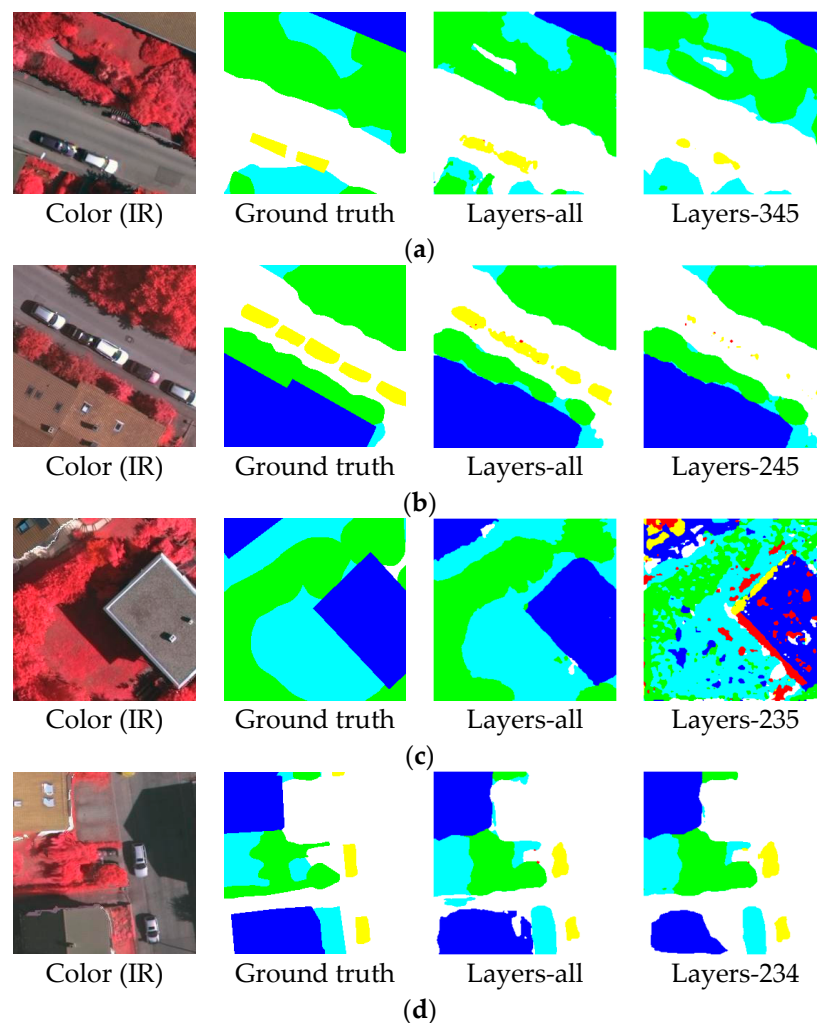 Color (IR) Ground truth Layers-all Layers-345
(a)
Color (IR) Ground truth Layers-all Layers-245
(b)
Color (IR) Ground truth Layers-all Layers-235
(c)
Color (IR) Ground truth Layers-all Layers-234
(d)